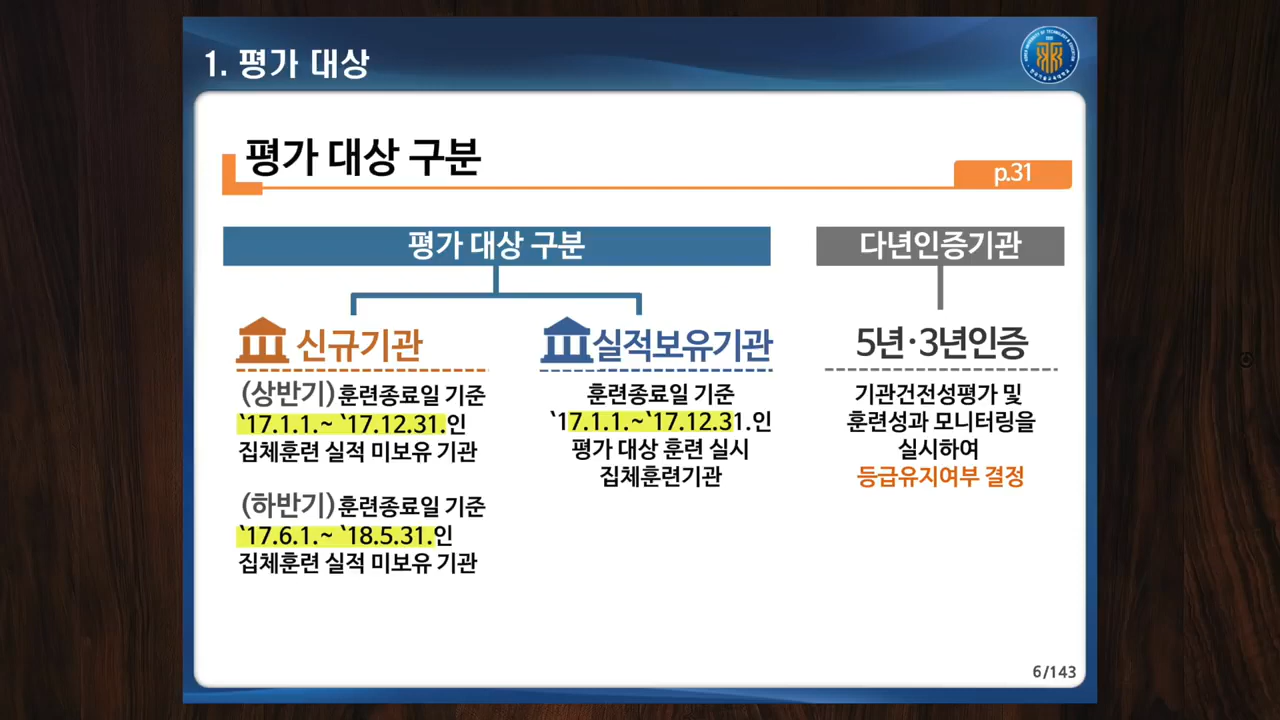 1. 평가 대상
평가 대상 구분
p.31
평가 대상 구분
신규기관
(상반기)훈련종료일 기준
`17.1.1.~ `17.12.31.인
집체훈련 실적 미보유 기관
(하반기)훈련종료일 기준
`17.6.1.~ `18.5.31.인
집체훈련 실적 미보유 기관
실적보유기관
훈련종료일 기준
`17.1.1.~`17.12.31.인
평가 대상 훈련 실시
집체훈련기관
다년인증기관
5년·3년인증
기관건전성평가 및
훈련성과 모니터링을
실시하여
등급유지여부 결정
6/143